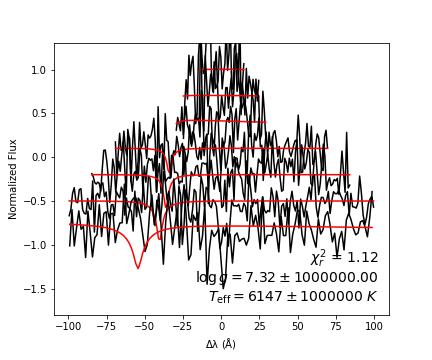 1.0
0.5
0.0
−0.5
−1.0
−1.5
Normalized Flux
χ²ᵣ = 1.12
log g = 7.32 ± 1000000.00
T_eff = 6147 ± 1000000 K
−100 −75 −50 −25 0 25 50 75 100
Δλ (Å)